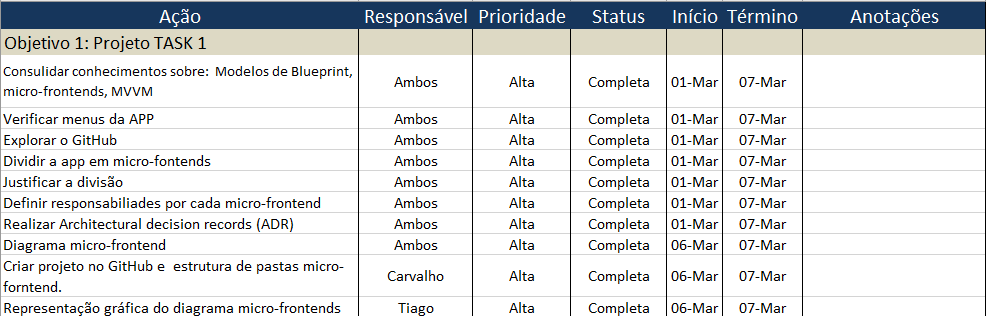 Ação Responsável Prioridade Status Início Término Anotações
Objetivo 1: Projeto TASK 1
Consulidar conhecimentos sobre: Modelos de Blueprint,
micro-frontends, MVVM Ambos Alta Completa 01-Mar 07-Mar
Verificar menus da APP Ambos Alta Completa 01-Mar 07-Mar
Explorar o GitHub Ambos Alta Completa 01-Mar 07-Mar
Dividir a app em micro-fontends Ambos Alta Completa 01-Mar 07-Mar
Justificar a divisão Ambos Alta Completa 01-Mar 07-Mar
Definir responsabiliades por cada micro-frontend Ambos Alta Completa 01-Mar 07-Mar
Realizar Architectural decision records (ADR) Ambos Alta Completa 01-Mar 07-Mar
Diagrama micro-frontend Ambos Alta Completa 06-Mar 07-Mar
Criar projeto no GitHub e estrutura de pastas micro-
forntend. Carvalho Alta Completa 06-Mar 07-Mar
Representação gráfica do diagrama micro-frontends Tiago Alta Completa 06-Mar 07-Mar